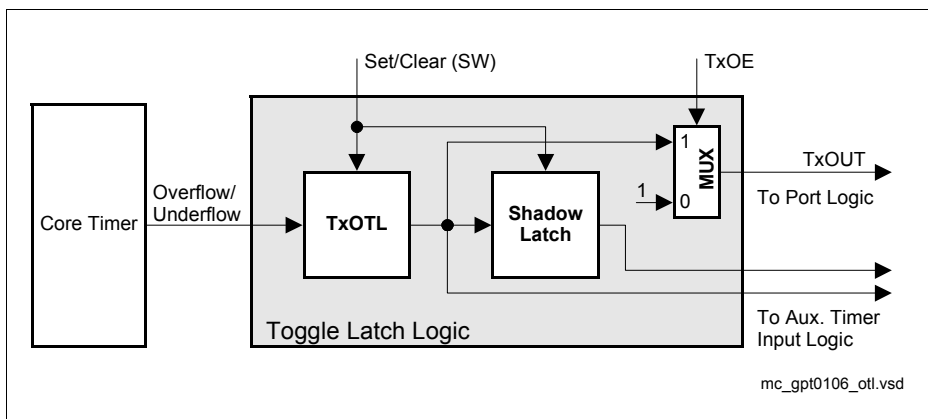 Set/Clear (SW)
TxOE
Core Timer
Overflow/
Underflow
TxOTL
Shadow
Latch
1
1
0
MUX
TxOUT
To Port Logic
To Aux. Timer
Input Logic
Toggle Latch Logic
mc_gpt0106_otl.vsd